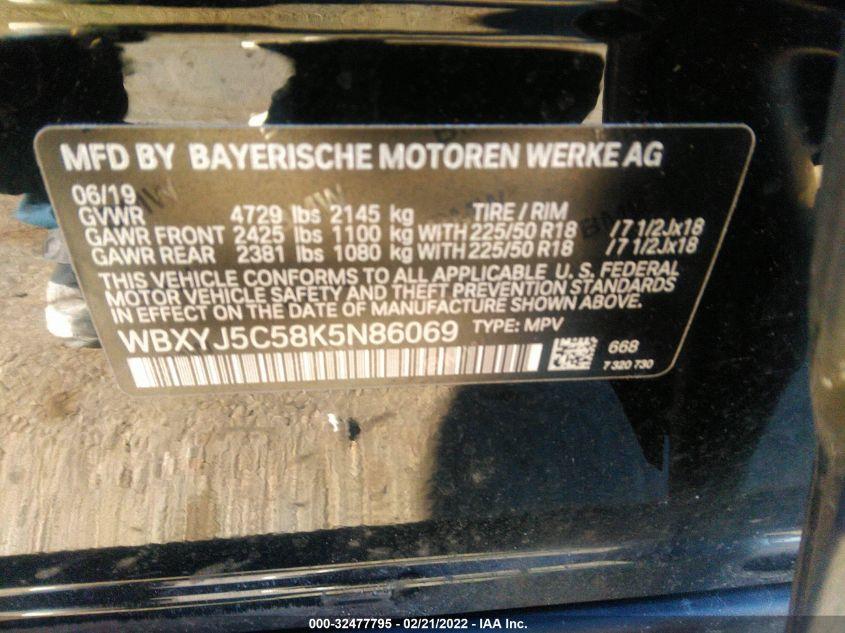 MFD BY BAYERISCHE MOTOREN WERKE AG
06/19
GVWR 4729 lbs 2145 kg TIRE / RIM
GAWR FRONT 2425 lbs 1100 kg WITH 225/50 R18 /7 1/2Jx18
GAWR REAR 2381 lbs 1080 kg WITH 225/50 R18 /7 1/2Jx18
THIS VEHICLE CONFORMS TO ALL APPLICABLE U. S. FEDERAL
MOTOR VEHICLE SAFETY AND THEFT PREVENTION STANDARDS
IN EFFECT ON THE DATE OF MANUFACTURE SHOWN ABOVE.
WBXYJ5C58K5N86069 TYPE: MPV
668
7 320 730
000-32477795 - 02/21/2022 - IAA Inc.